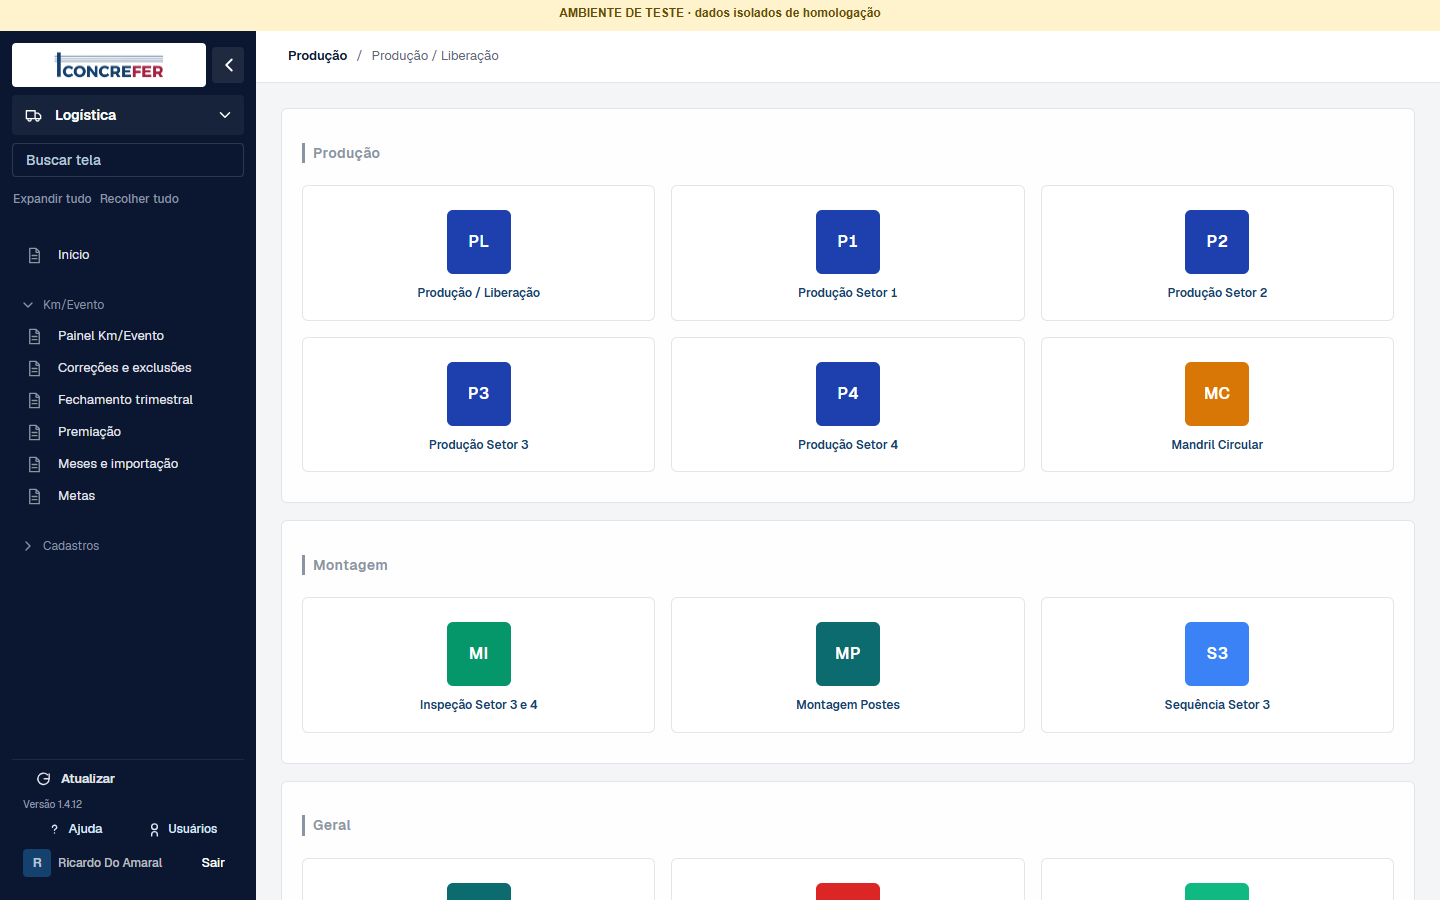 AMBIENTE DE TESTE · dados isolados de homologação
CONCREFER
Logística
Buscar tela
Expandir tudo Recolher tudo
Início
Km/Evento
Painel Km/Evento
Correções e exclusões
Fechamento trimestral
Premiação
Meses e importação
Metas
Cadastros
Atualizar
Versão 1.4.12
? Ajuda Usuários
R Ricardo Do Amaral Sair
Produção / Produção / Liberação
Produção
PL
Produção / Liberação
P1
Produção Setor 1
P2
Produção Setor 2
P3
Produção Setor 3
P4
Produção Setor 4
MC
Mandril Circular
Montagem
MI
Inspeção Setor 3 e 4
MP
Montagem Postes
S3
Sequência Setor 3
Geral